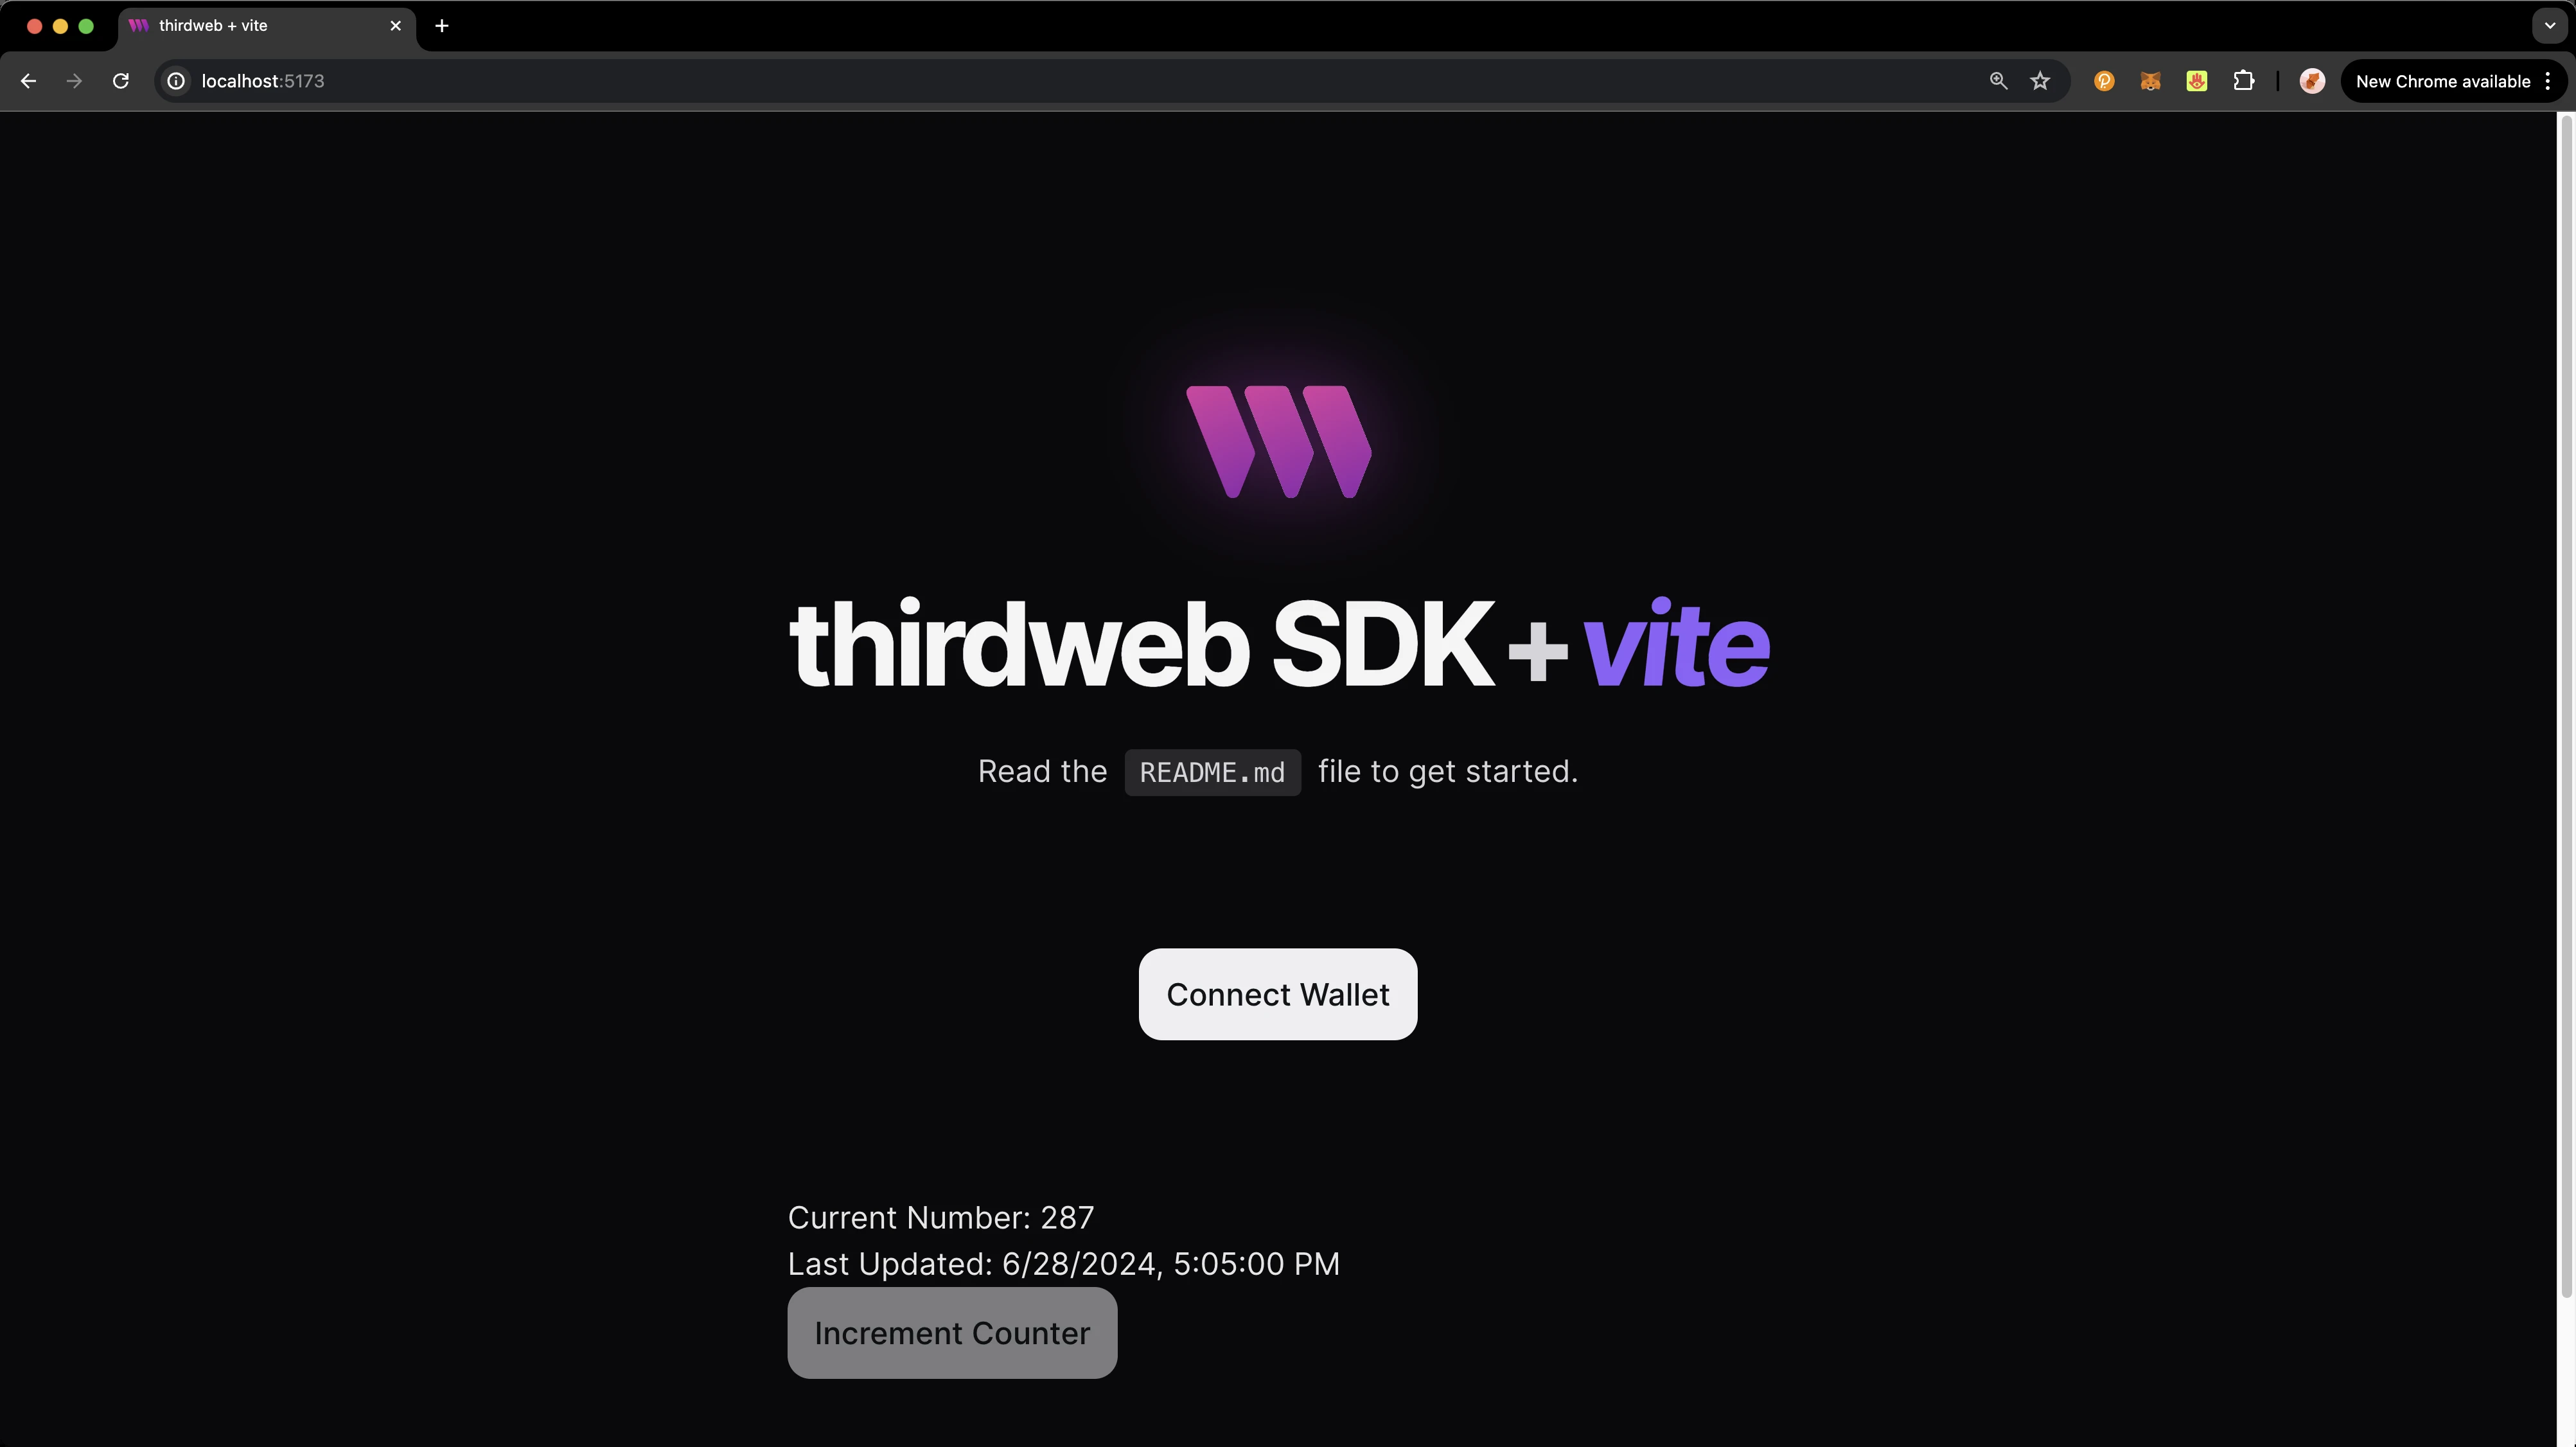 thirdweb + vite
localhost:5173
New Chrome available
thirdweb SDK + vite
Read the README.md file to get started.
Connect Wallet
Current Number: 287
Last Updated: 6/28/2024, 5:05:00 PM
Increment Counter